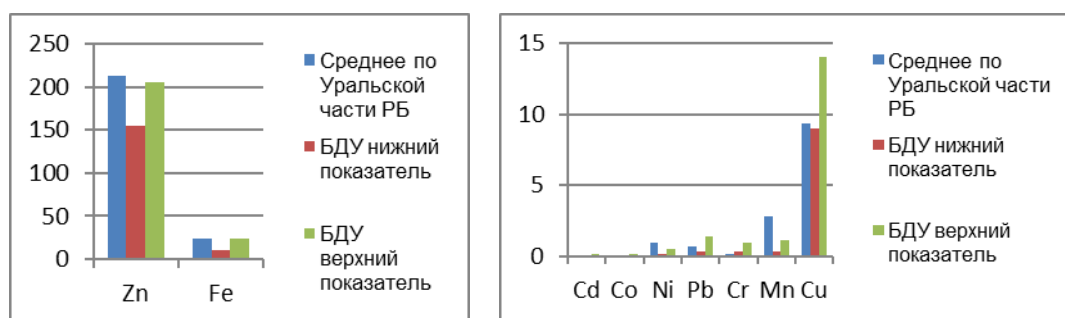 250
200
150
100
50
0
Zn Fe
Среднее по
Уральской
части РБ
БДУ нижний
показатель
БДУ
верхний
показатель
15
10
5
0
Cd Co Ni Pb Cr Mn Cu
Среднее по
Уральской части
РБ
БДУ нижний
показатель
БДУ верхний
показатель